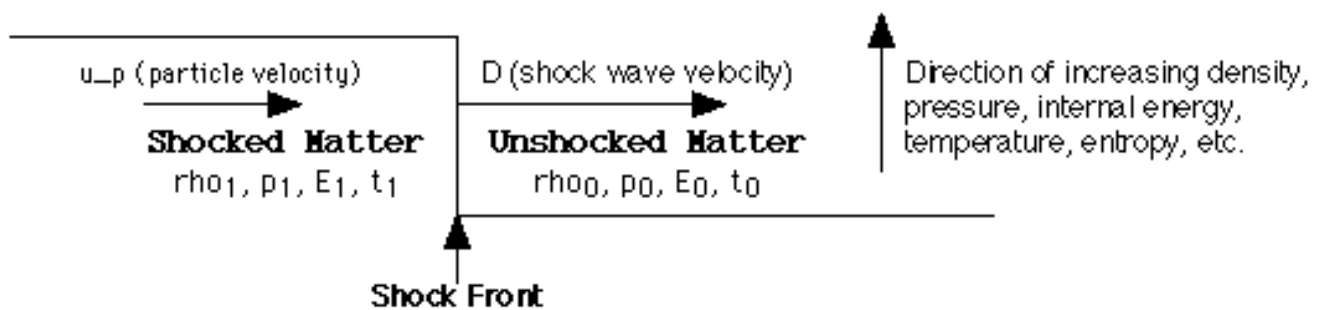 u_p (particle velocity)
D (shock wave velocity)
Shocked Matter
Unshocked Matter
rho1, p1, E1, t1
rho0, p0, E0, t0
Shock Front
Direction of increasing density,
pressure, internal energy,
temperature, entropy, etc.